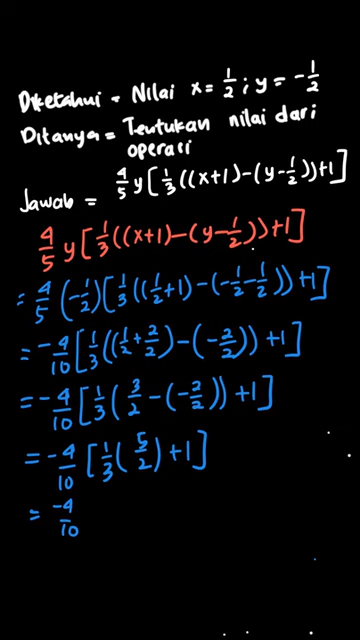 Diketahui = Nilai x = 1/2 ; y = -1/2
Ditanya = Tentukan nilai dari operasi
4/5 y [ 1/3 ((x+1) - (y - 1/2)) + 1 ]
Jawab =
4/5 y [ 1/3 ((x+1) - (y - 1/2)) + 1 ]
= 4/5 (-1/2) [ 1/3 ((1/2 + 1) - (-1/2 - 1/2)) + 1 ]
= -4/10 [ 1/3 ((1/2 + 2/2) - (-2/2)) + 1 ]
= -4/10 [ 1/3 (3/2 - (-2/2)) + 1 ]
= -4/10 [ 1/3 (5/2) + 1 ]
= -4/10